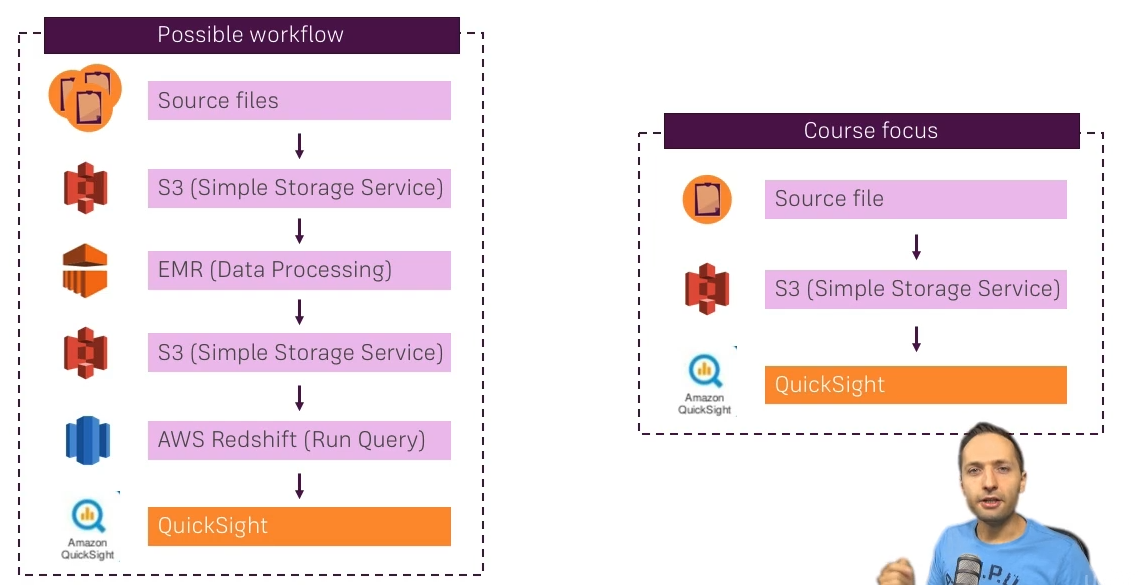 Possible workflow
Source files
S3 (Simple Storage Service)
EMR (Data Processing)
S3 (Simple Storage Service)
AWS Redshift (Run Query)
Amazon
QuickSight
QuickSight
Course focus
Source file
S3 (Simple Storage Service)
Amazon
QuickSight
QuickSight